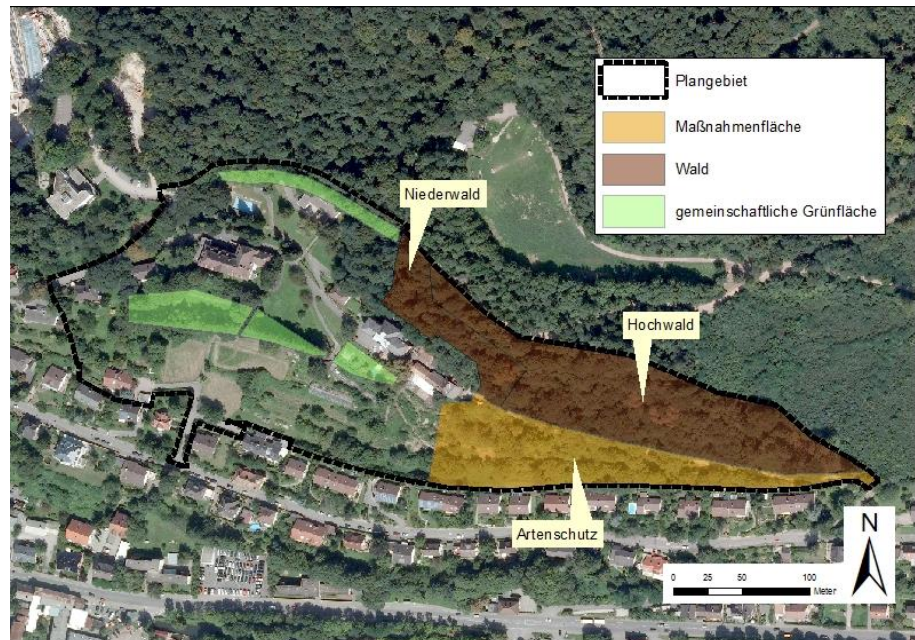 Plangebiet
Maßnahmenfläche
Wald
gemeinschaftliche Grünfläche
Niederwald
Hochwald
Artenschutz
N
0 25 50 100
Meter